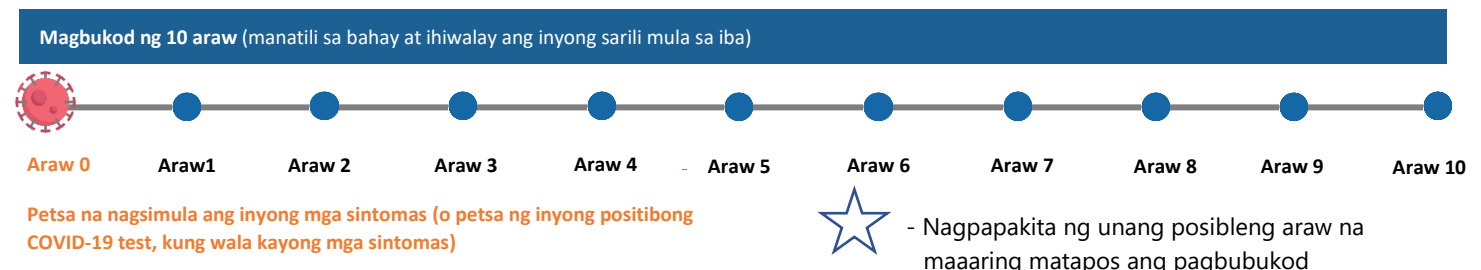 Magbukod ng 10 araw (manatili sa bahay at ihiwalay ang inyong sarili mula sa iba)
Araw 0 Araw1 Araw 2 Araw 3 Araw 4 - Araw 5 Araw 6 Araw 7 Araw 8 Araw 9 Araw 10
Petsa na nagsimula ang inyong mga sintomas (o petsa ng inyong positibong
COVID-19 test, kung wala kayong mga sintomas)
- Nagpapakita ng unang posibleng araw na
maaaring matapos ang pagbubukod